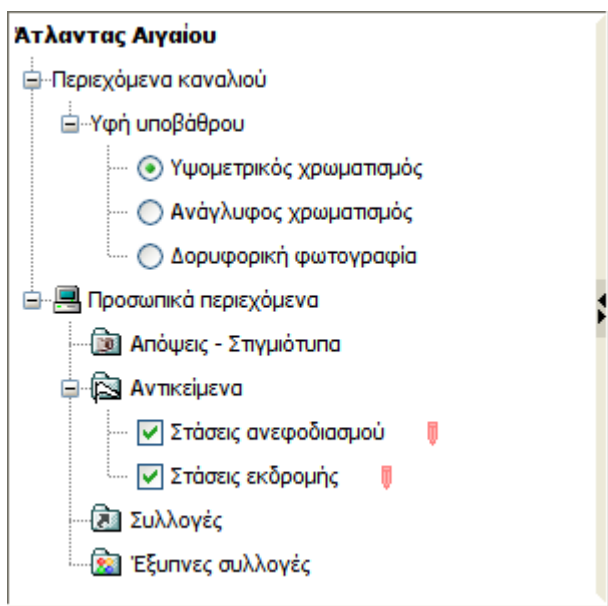 Άτλαντας Αιγαίου
Περιεχόμενα καναλιού
Υφή υποβάθρου
Υψομετρικός χρωματισμός
Ανάγλυφος χρωματισμός
Δορυφορική φωτογραφία
Προσωπικά περιεχόμενα
Απόψεις - Στιγμιότυπα
Αντικείμενα
Στάσεις ανεφοδιασμού
Στάσεις εκδρομής
Συλλογές
Έξυπνες συλλογές